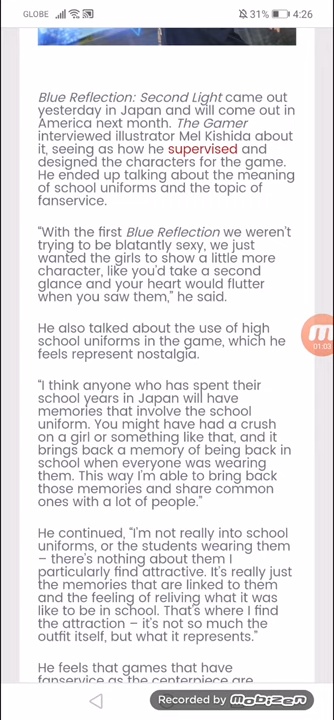 GLOBE 31% 4:26
Blue Reflection: Second Light came out
yesterday in Japan and will come out in
America next month. The Gamer
interviewed illustrator Mel Kishida about
it, seeing as how he supervised and
designed the characters for the game.
He ended up talking about the meaning
of school uniforms and the topic of
fanservice.
"With the first Blue Reflection we weren't
trying to be blatantly sexy, we just
wanted the girls to show a little more
character, like you'd take a second
glance and your heart would flutter
when you saw them," he said.
He also talked about the use of high
school uniforms in the game, which he
feels represent nostalgia.
"I think anyone who has spent their
school years in Japan will have
memories that involve the school
uniform. You might have had a crush
on a girl or something like that, and it
brings back a memory of being back in
school when everyone was wearing
them. This way I'm able to bring back
those memories and share common
ones with a lot of people."
He continued, "I'm not really into school
uniforms, or the students wearing them
– there's nothing about them I
particularly find attractive. It's really just
the memories that are linked to them
and the feeling of reliving what it was
like to be in school. That's where I find
the attraction – it's not so much the
outfit itself, but what it represents."
He feels that games that have
fanservice as the centerpiece are
01:03
Recorded by mobizen